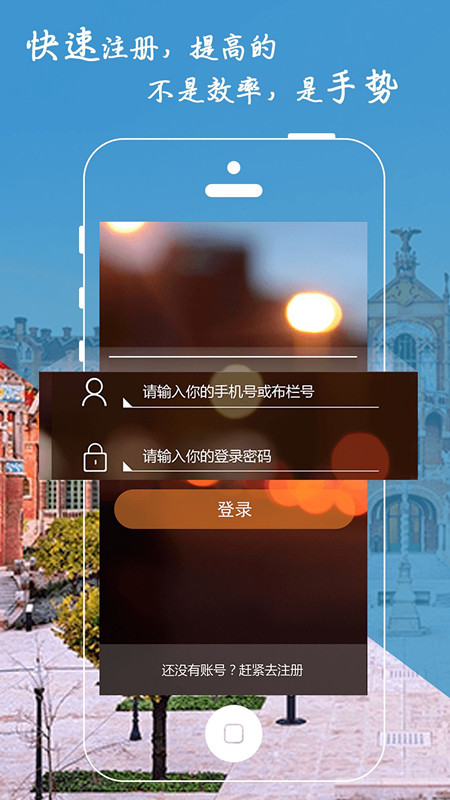 快速注册，提高的
不是效率，是手势
请输入你的手机号或布栏号
请输入你的登录密码
登录
还没有账号？赶紧去注册